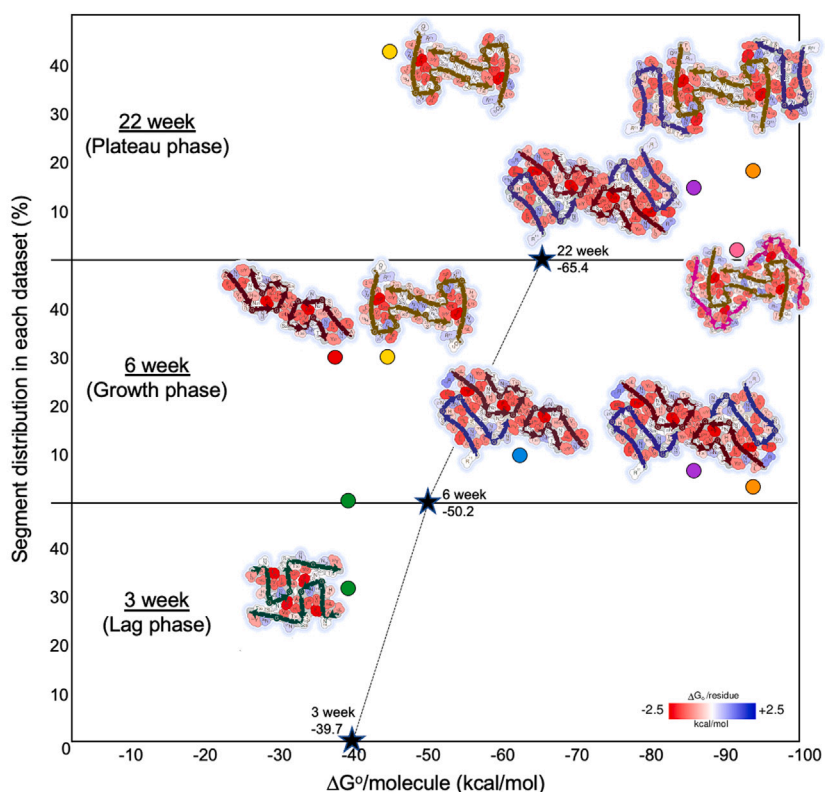 Segment distribution in each dataset (%)
40
30
20
10
22 week
(Plateau phase)
22 week
-65.4
40
30
20
10
6 week
(Growth phase)
6 week
-50.2
40
30
20
10
3 week
(Lag phase)
3 week
-39.7
ΔG₀/residue
-2.5
+2.5
kcal/mol
0
-10
-20
-30
-40
-50
-60
-70
-80
-90
-100
ΔGº/molecule (kcal/mol)